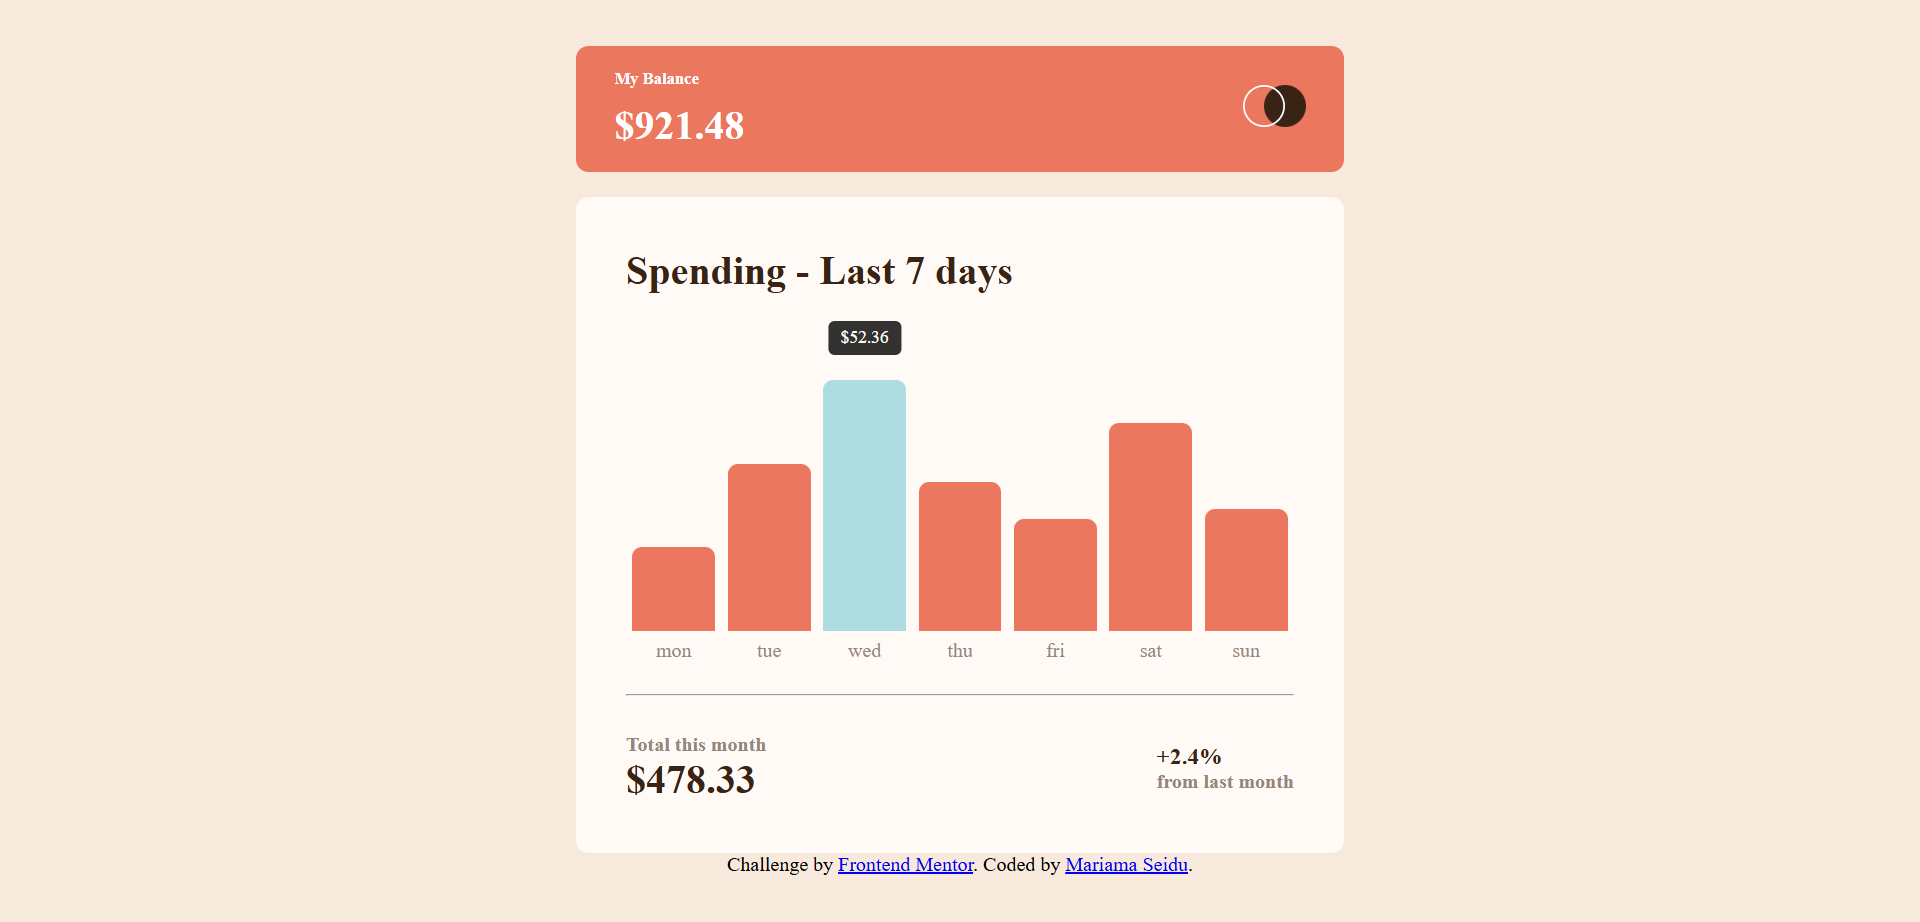 My Balance
$921.48
Spending - Last 7 days
$52.36
mon tue wed thu fri sat sun
Total this month
$478.33
+2.4%
from last month
Challenge by Frontend Mentor. Coded by Mariama Seidu.